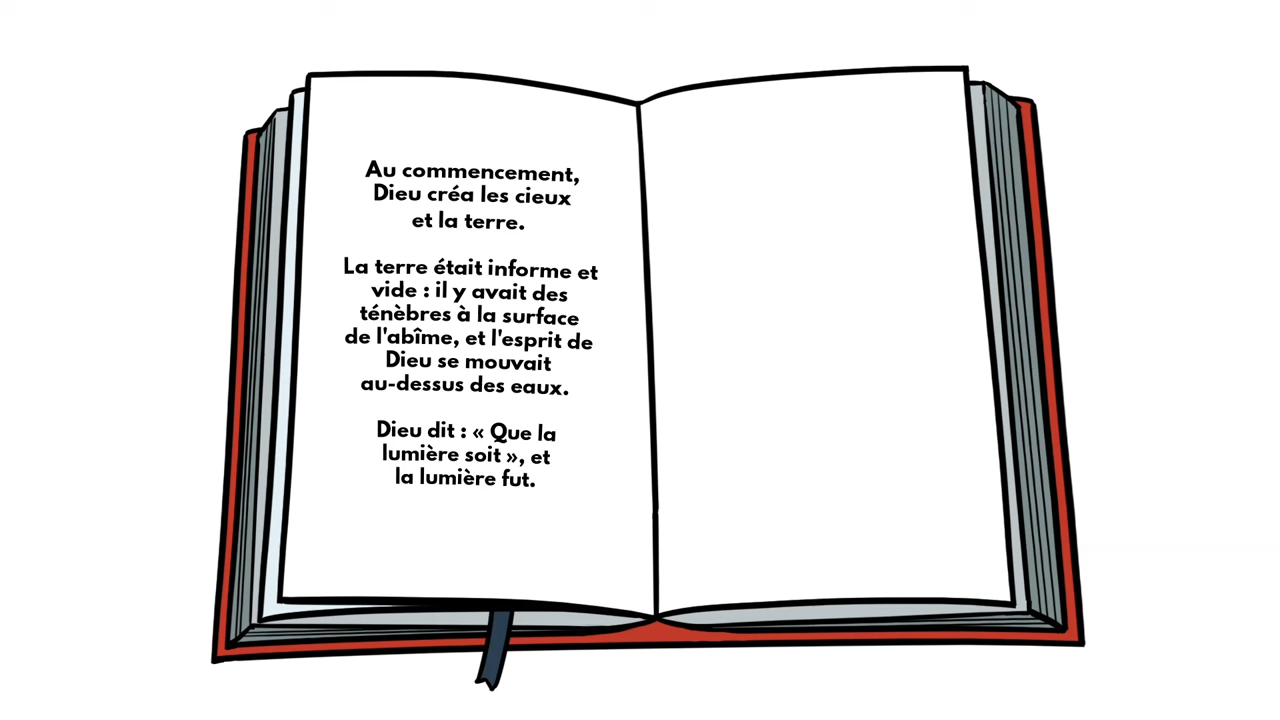 Au commencement,
Dieu créa les cieux
et la terre.
La terre était informe et
vide : il y avait des
ténèbres à la surface
de l'abîme, et l'esprit de
Dieu se mouvait
au-dessus des eaux.
Dieu dit : « Que la
lumière soit », et
la lumière fut.